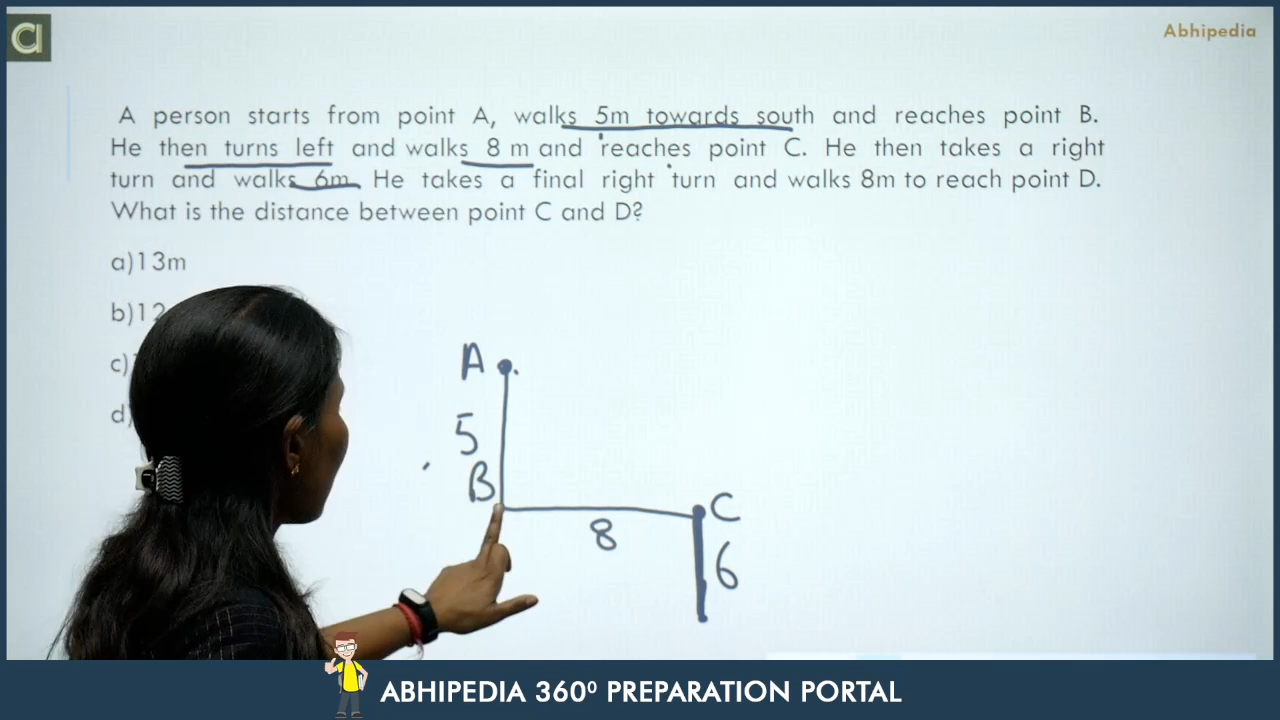 Abhipedia
A person starts from point A, walks 5m towards south and reaches point B.
He then turns left and walks 8 m and reaches point C. He then takes a right
turn and walks 6m. He takes a final right turn and walks 8m to reach point D.
What is the distance between point C and D?
a)13m
b)12
c)
d)
A
5
B
8
C
6
ABHIPEDIA 360⁰ PREPARATION PORTAL